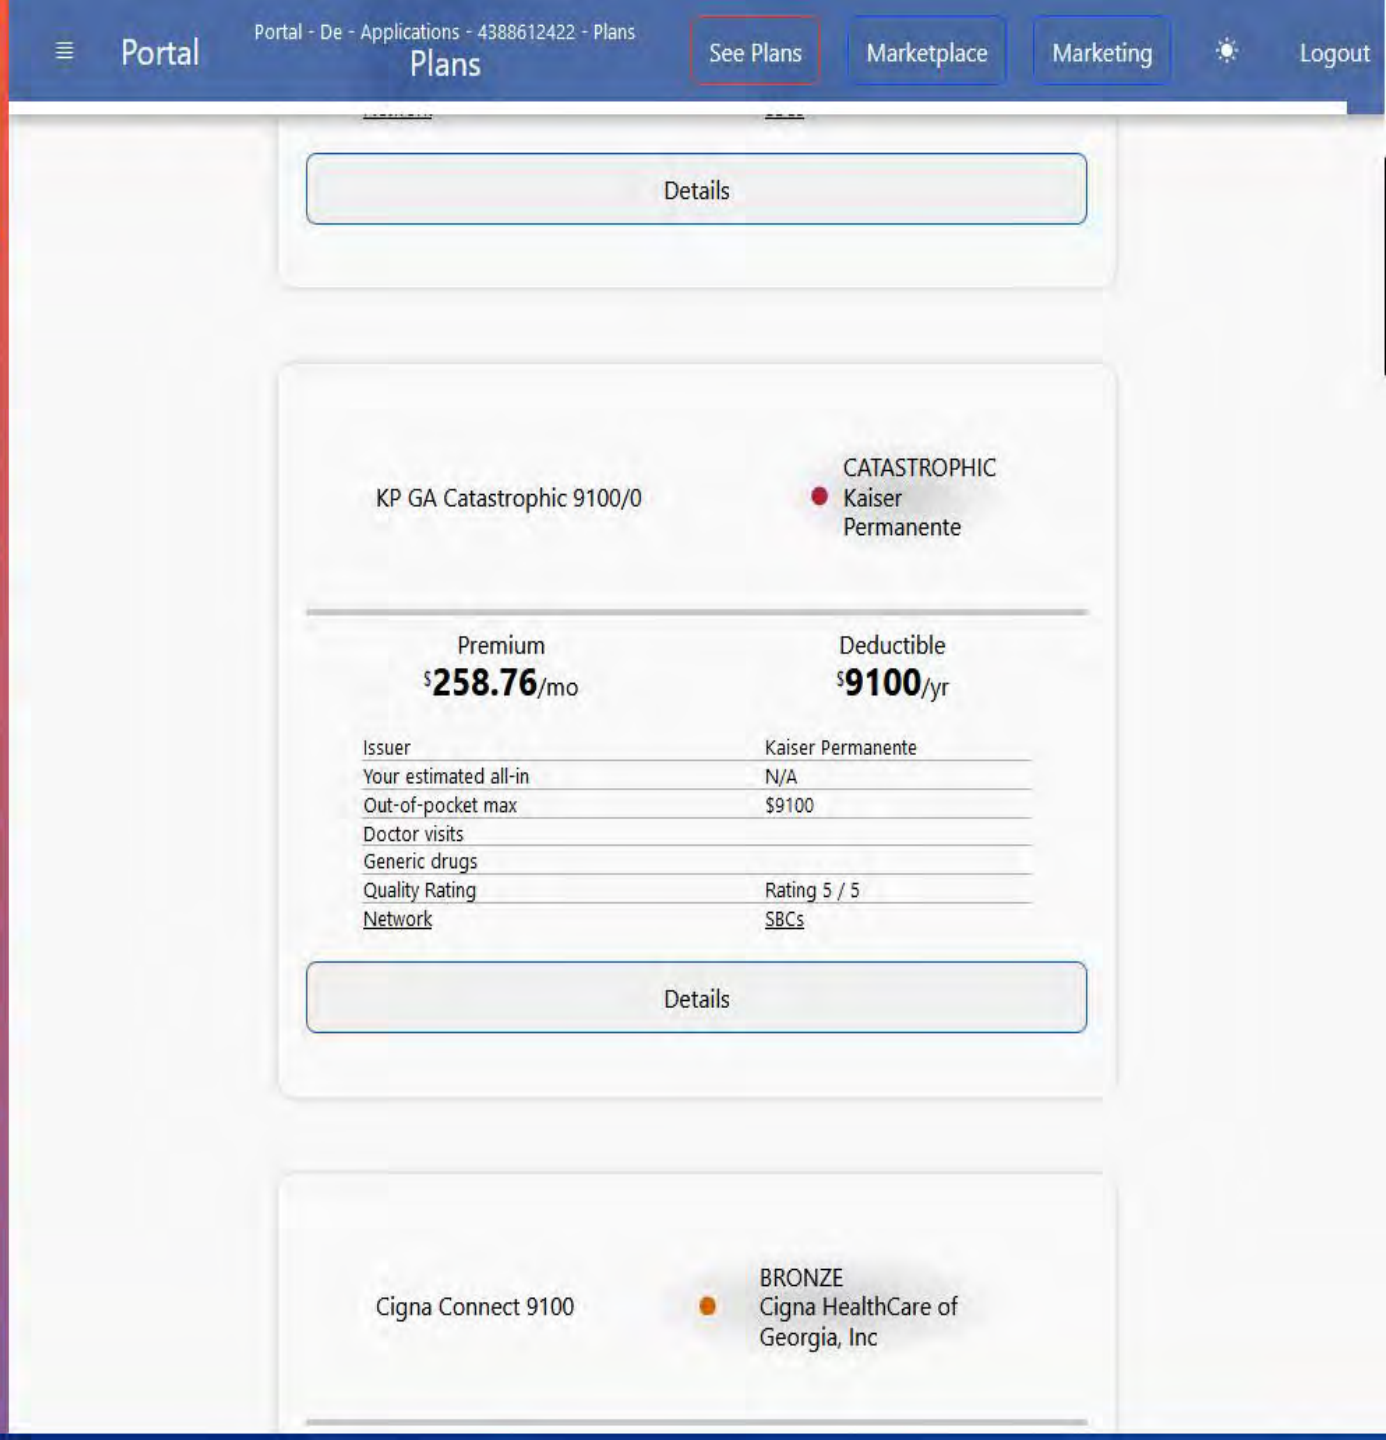 Portal
Portal - De - Applications - 4388612422 - Plans
Plans
See Plans
Marketplace
Marketing
Logout
Details
KP GA Catastrophic 9100/0
CATASTROPHIC
Kaiser
Permanente
Premium
$258.76/mo
Deductible
$9100/yr
Issuer Kaiser Permanente
Your estimated all-in N/A
Out-of-pocket max $9100
Doctor visits
Generic drugs
Quality Rating Rating 5 / 5
Network SBCs
Details
Cigna Connect 9100
BRONZE
Cigna HealthCare of
Georgia, Inc